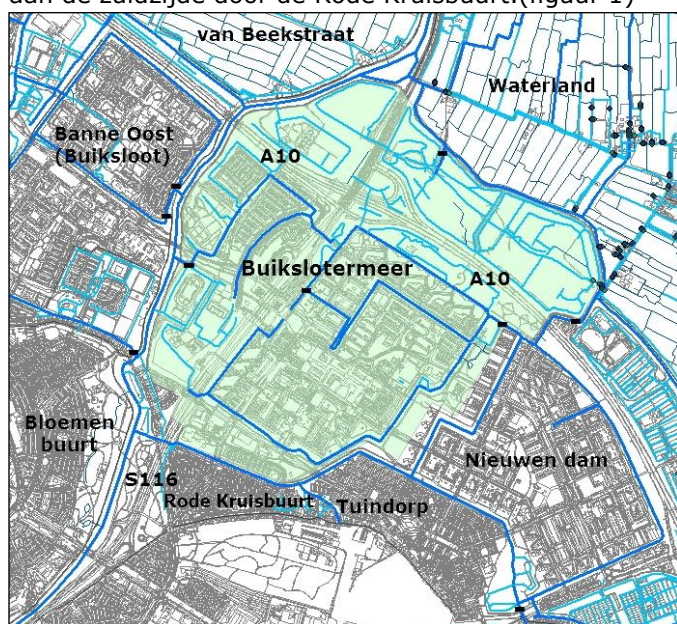 aan de zuidzijde door de Rode Kruisbuurt.(figuur 1)
van Beekstraat
Waterland
Banne Oost
(Buiksloot)
A10
Buikslotermeer
A10
Bloemen
buurt
Nieuwen dam
S116
Rode Kruisbuurt
Tuindorp